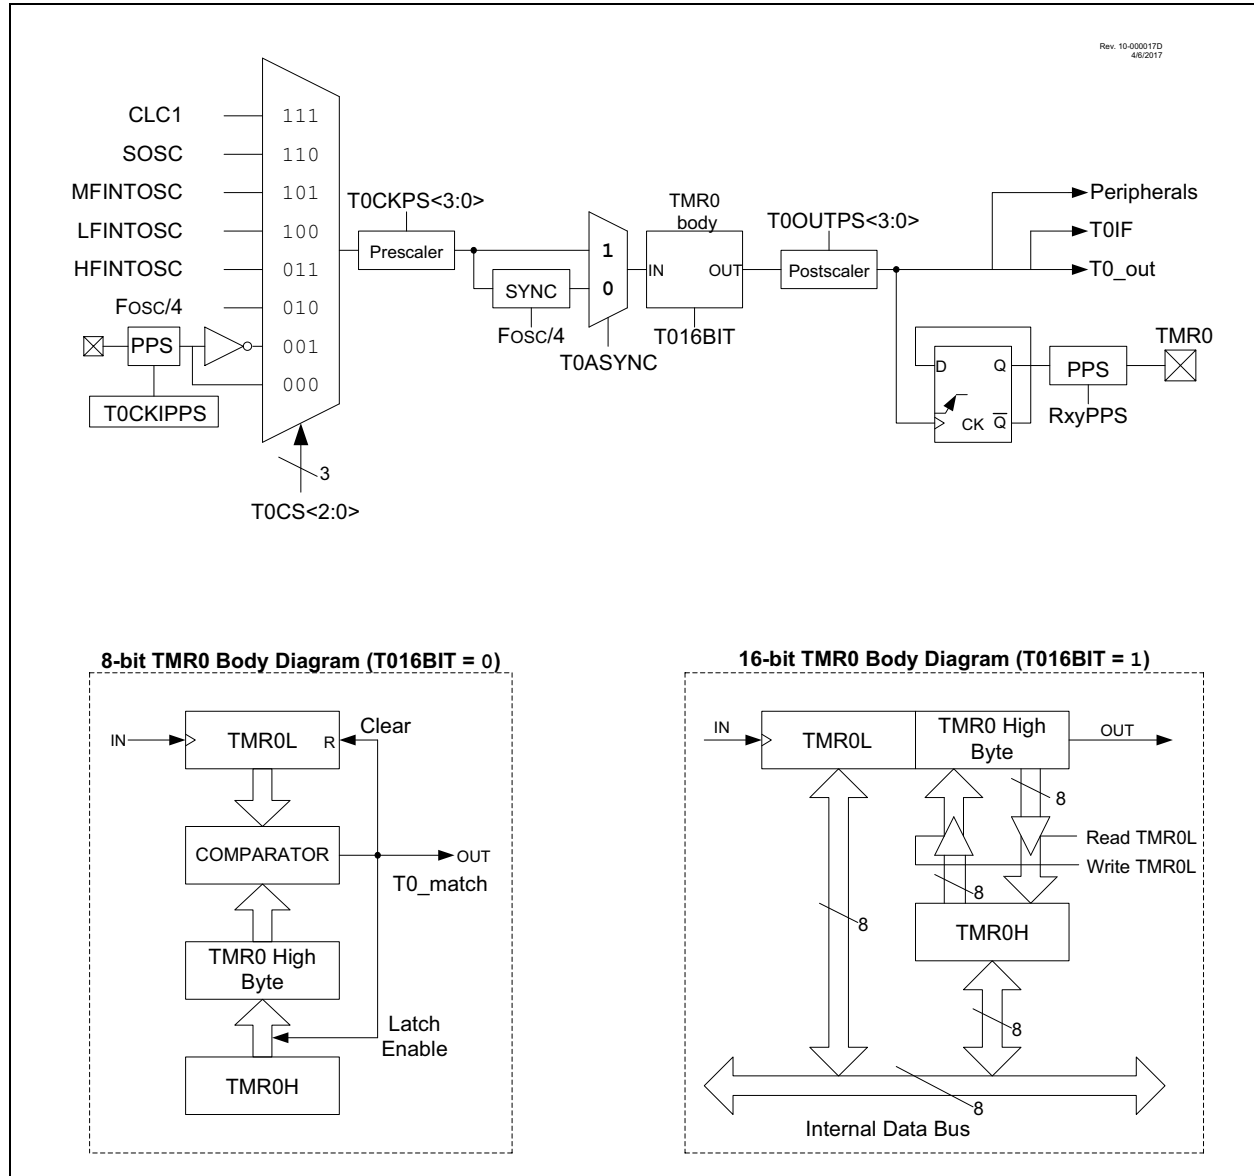 Rev. 10-000017D
4/6/2017
CLC1
111
SOSC
110
MFINTOSC
101
LFINTOSC
100
HFINTOSC
011
FOSC/4
010
PPS
001
000
T0CKIPPS
3
T0CS<2:0>
T0CKPS<3:0>
Prescaler
SYNC
FOSC/4
1
0
T0ASYNC
TMR0
body
IN
OUT
T016BIT
T0OUTPS<3:0>
Postscaler
Peripherals
T0IF
T0_out
D
Q
CK
Q
PPS
RxyPPS
TMR0
8-bit TMR0 Body Diagram (T016BIT = 0)
IN
TMR0L
R
Clear
COMPARATOR
OUT
T0_match
TMR0 High
Byte
Latch
Enable
TMR0H
16-bit TMR0 Body Diagram (T016BIT = 1)
IN
TMR0L
TMR0 High
Byte
OUT
8
Read TMR0L
Write TMR0L
8
8
TMR0H
8
8
Internal Data Bus